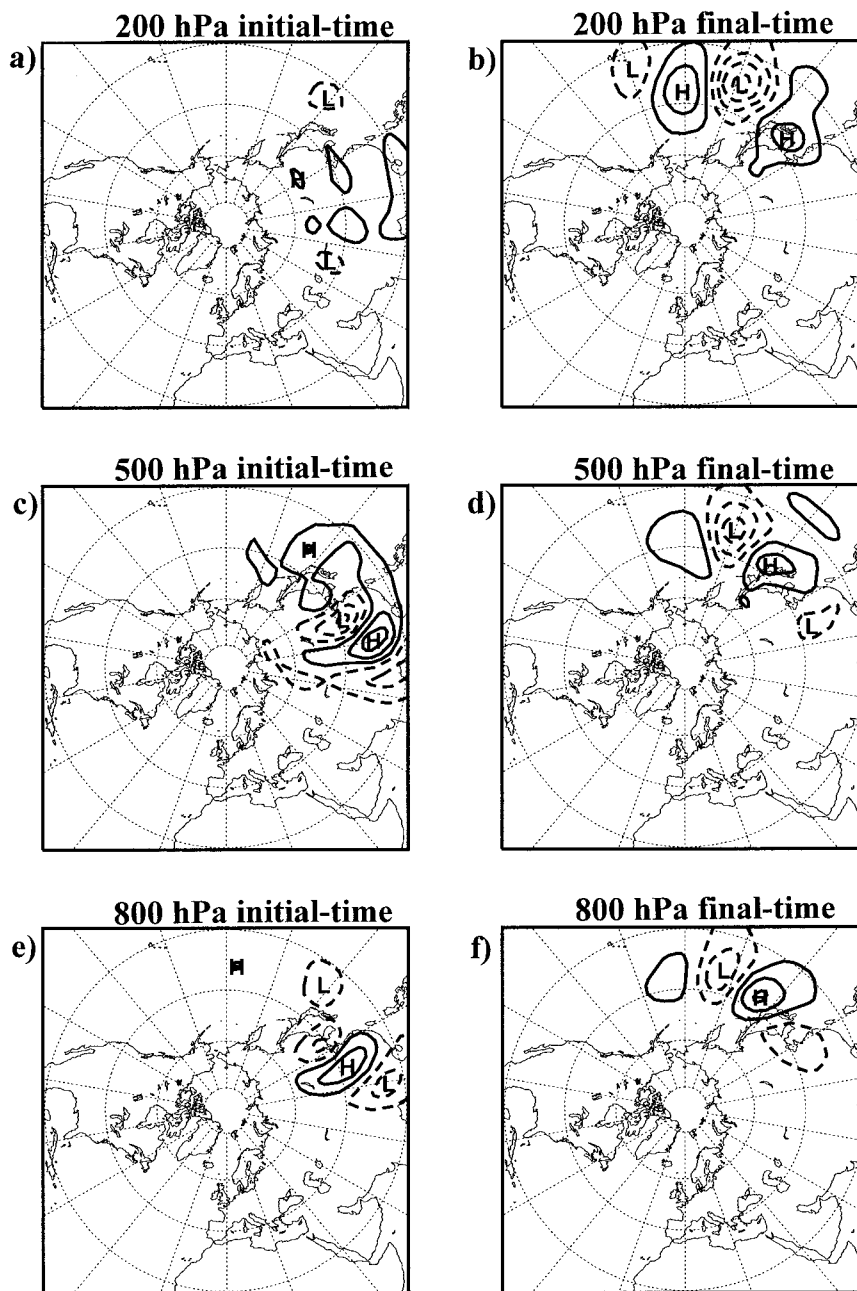 200 hPa initial-time
200 hPa final-time
a)
b)
L
L
H
L
H
H
L
500 hPa initial-time
500 hPa final-time
c)
d)
H
L
H
L
H
L
800 hPa initial-time
800 hPa final-time
e)
f)
H
L
L
H
H
L